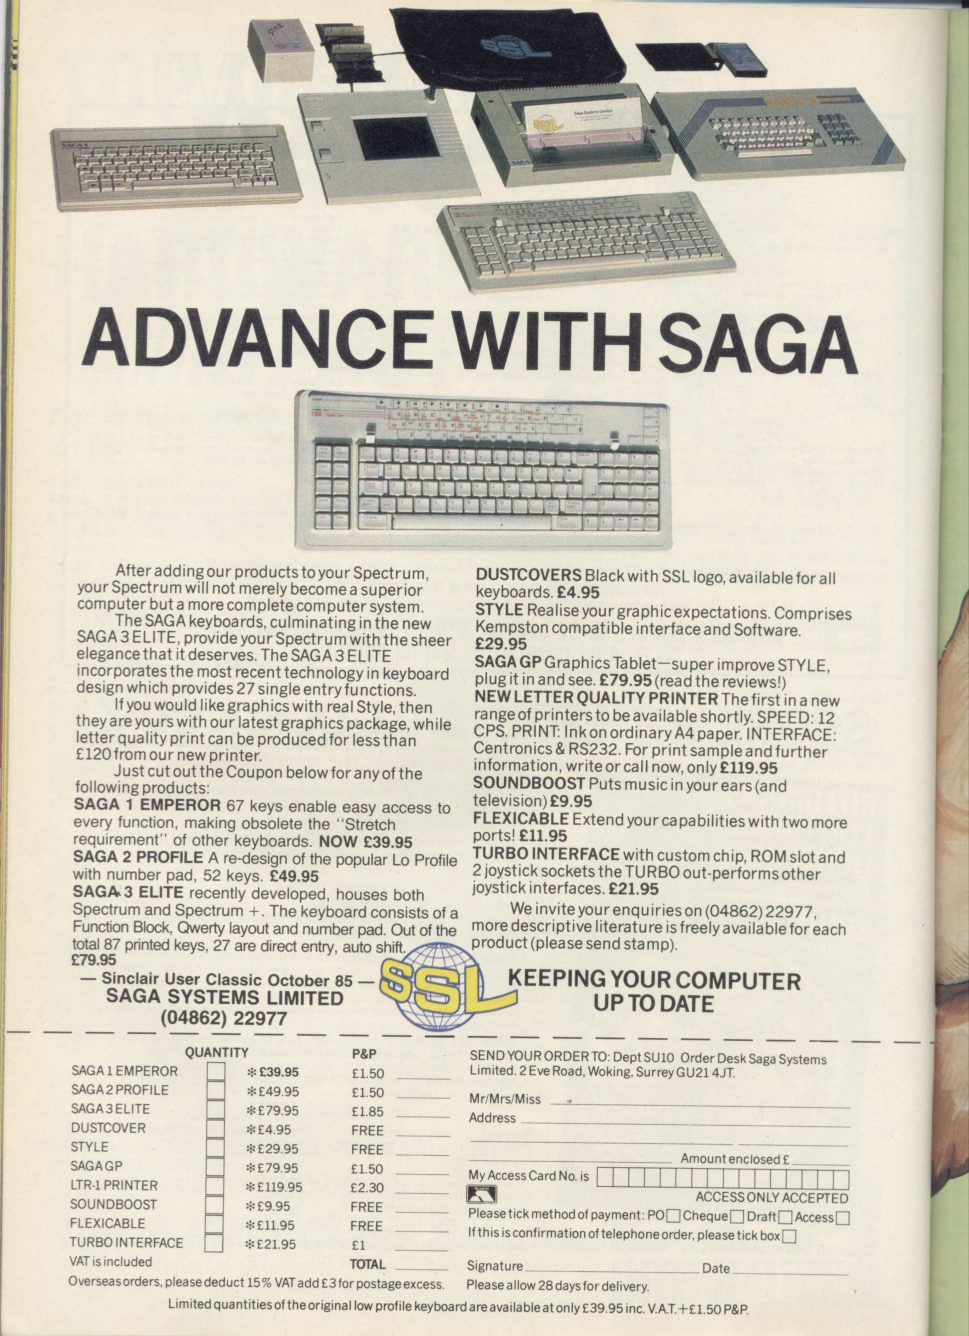 Saga Systems Limited
SSL
SAGA 1
SAGA
ADVANCE WITH SAGA
After adding our products to your Spectrum,
your Spectrum will not merely become a superior
computer but a more complete computer system.
The SAGA keyboards, culminating in the new
SAGA 3 ELITE, provide your Spectrum with the sheer
elegance that it deserves. The SAGA 3 ELITE
incorporates the most recent technology in keyboard
design which provides 27 single entry functions.
If you would like graphics with real Style, then
they are yours with our latest graphics package, while
letter quality print can be produced for less than
£120 from our new printer.
Just cut out the Coupon below for any of the
following products:
SAGA 1 EMPEROR 67 keys enable easy access to
every function, making obsolete the "Stretch
requirement" of other keyboards. NOW £39.95
SAGA 2 PROFILE A re-design of the popular Lo Profile
with number pad, 52 keys. £49.95
SAGA 3 ELITE recently developed, houses both
Spectrum and Spectrum +. The keyboard consists of a
Function Block, Qwerty layout and number pad. Out of the
total 87 printed keys, 27 are direct entry, auto shift.
£79.95
— Sinclair User Classic October 85 —
SAGA SYSTEMS LIMITED
(04862) 22977
DUSTCOVERS Black with SSL logo, available for all
keyboards. £4.95
STYLE Realise your graphic expectations. Comprises
Kempston compatible interface and Software.
£29.95
SAGA GP Graphics Tablet—super improve STYLE,
plug it in and see. £79.95 (read the reviews!)
NEW LETTER QUALITY PRINTER The first in a new
range of printers to be available shortly. SPEED: 12
CPS. PRINT: Ink on ordinary A4 paper. INTERFACE:
Centronics & RS232. For print sample and further
information, write or call now, only £119.95
SOUNDBOOST Puts music in your ears (and
television) £9.95
FLEXICABLE Extend your capabilities with two more
ports! £11.95
TURBO INTERFACE with custom chip, ROM slot and
2 joystick sockets the TURBO out-performs other
joystick interfaces. £21.95
We invite your enquiries on (04862) 22977,
more descriptive literature is freely available for each
product (please send stamp).
SSL
KEEPING YOUR COMPUTER
UP TO DATE
QUANTITY P&P
SAGA 1 EMPEROR *£39.95 £1.50
SAGA 2 PROFILE *£49.95 £1.50
SAGA 3 ELITE *£79.95 £1.85
DUSTCOVER *£4.95 FREE
STYLE *£29.95 FREE
SAGA GP *£79.95 £1.50
LTR-1 PRINTER *£119.95 £2.30
SOUNDBOOST *£9.95 FREE
FLEXICABLE *£11.95 FREE
TURBO INTERFACE *£21.95 £1
VAT is included TOTAL
Overseas orders, please deduct 15% VAT add £3 for postage excess.
SEND YOUR ORDER TO: Dept SU10 Order Desk Saga Systems
Limited. 2 Eve Road, Woking, Surrey GU21 4JT.
Mr/Mrs/Miss
Address
Amount enclosed £
My Access Card No. is
ACCESS ONLY ACCEPTED
Please tick method of payment: PO Cheque Draft Access
If this is confirmation of telephone order, please tick box
Signature Date
Please allow 28 days for delivery.
Limited quantities of the original low profile keyboard are available at only £39.95 inc. V.A.T.+£1.50 P&P.